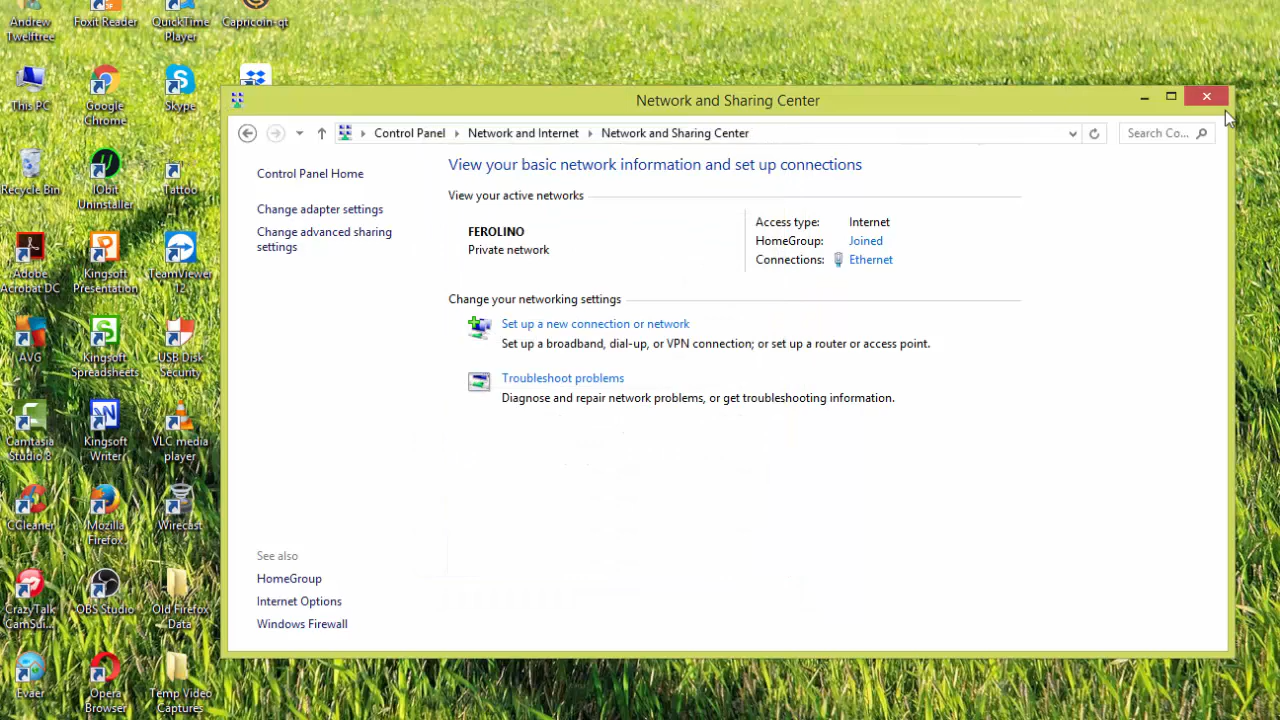 Andrew
Twelftree
Foxit Reader
QuickTime
Player
Capricoin-qt
This PC
Google
Chrome
Skype
Recycle Bin
IObit
Uninstaller
Tattoo
Adobe
Acrobat DC
Kingsoft
Presentation
TeamViewer
12
AVG
Kingsoft
Spreadsheets
USB Disk
Security
Camtasia
Studio 8
Kingsoft
Writer
VLC media
player
CCleaner
Mozilla
Firefox
Wirecast
CrazyTalk
CamSui...
OBS Studio
Old Firefox
Data
Evaer
Opera
Browser
Temp Video
Captures
Network and Sharing Center
Control Panel Network and Internet Network and Sharing Center
Search Co...
Control Panel Home
Change adapter settings
Change advanced sharing
settings
View your basic network information and set up connections
View your active networks
FEROLINO
Private network
Access type: Internet
HomeGroup: Joined
Connections: Ethernet
Change your networking settings
Set up a new connection or network
Set up a broadband, dial-up, or VPN connection; or set up a router or access point.
Troubleshoot problems
Diagnose and repair network problems, or get troubleshooting information.
See also
HomeGroup
Internet Options
Windows Firewall